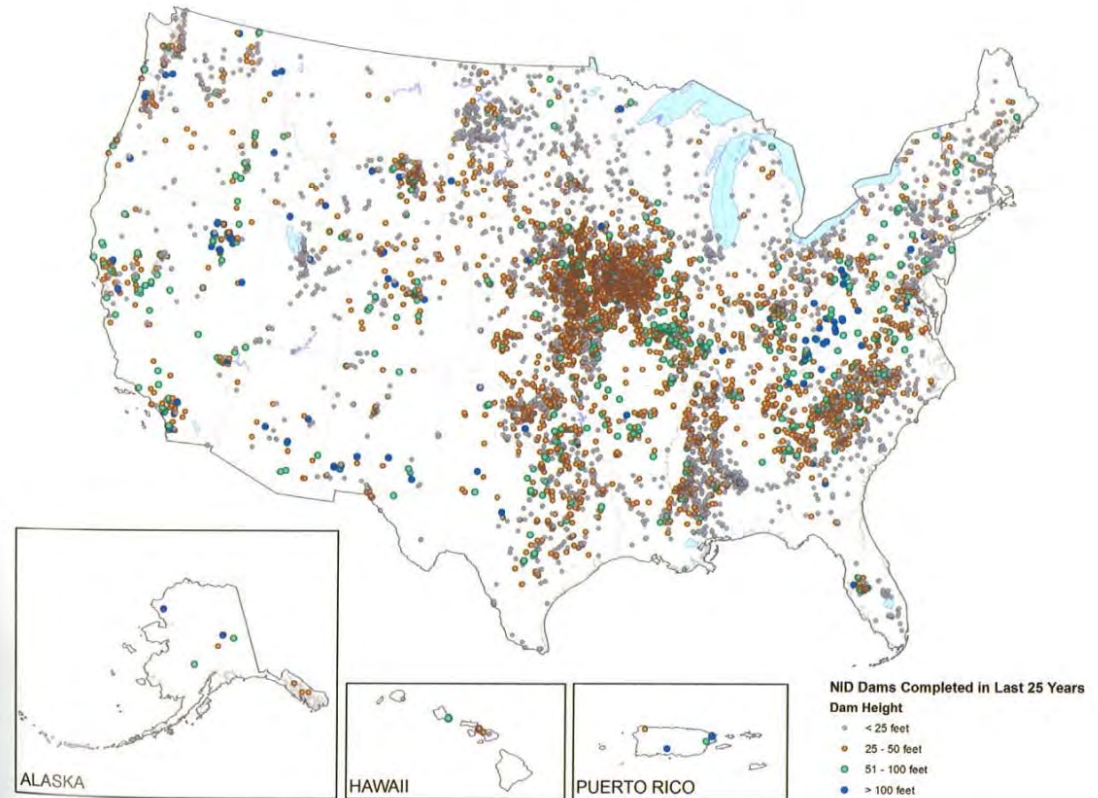 ALASKA
HAWAII
PUERTO RICO
NID Dams Completed in Last 25 Years
Dam Height
< 25 feet
25 - 50 feet
51 - 100 feet
> 100 feet